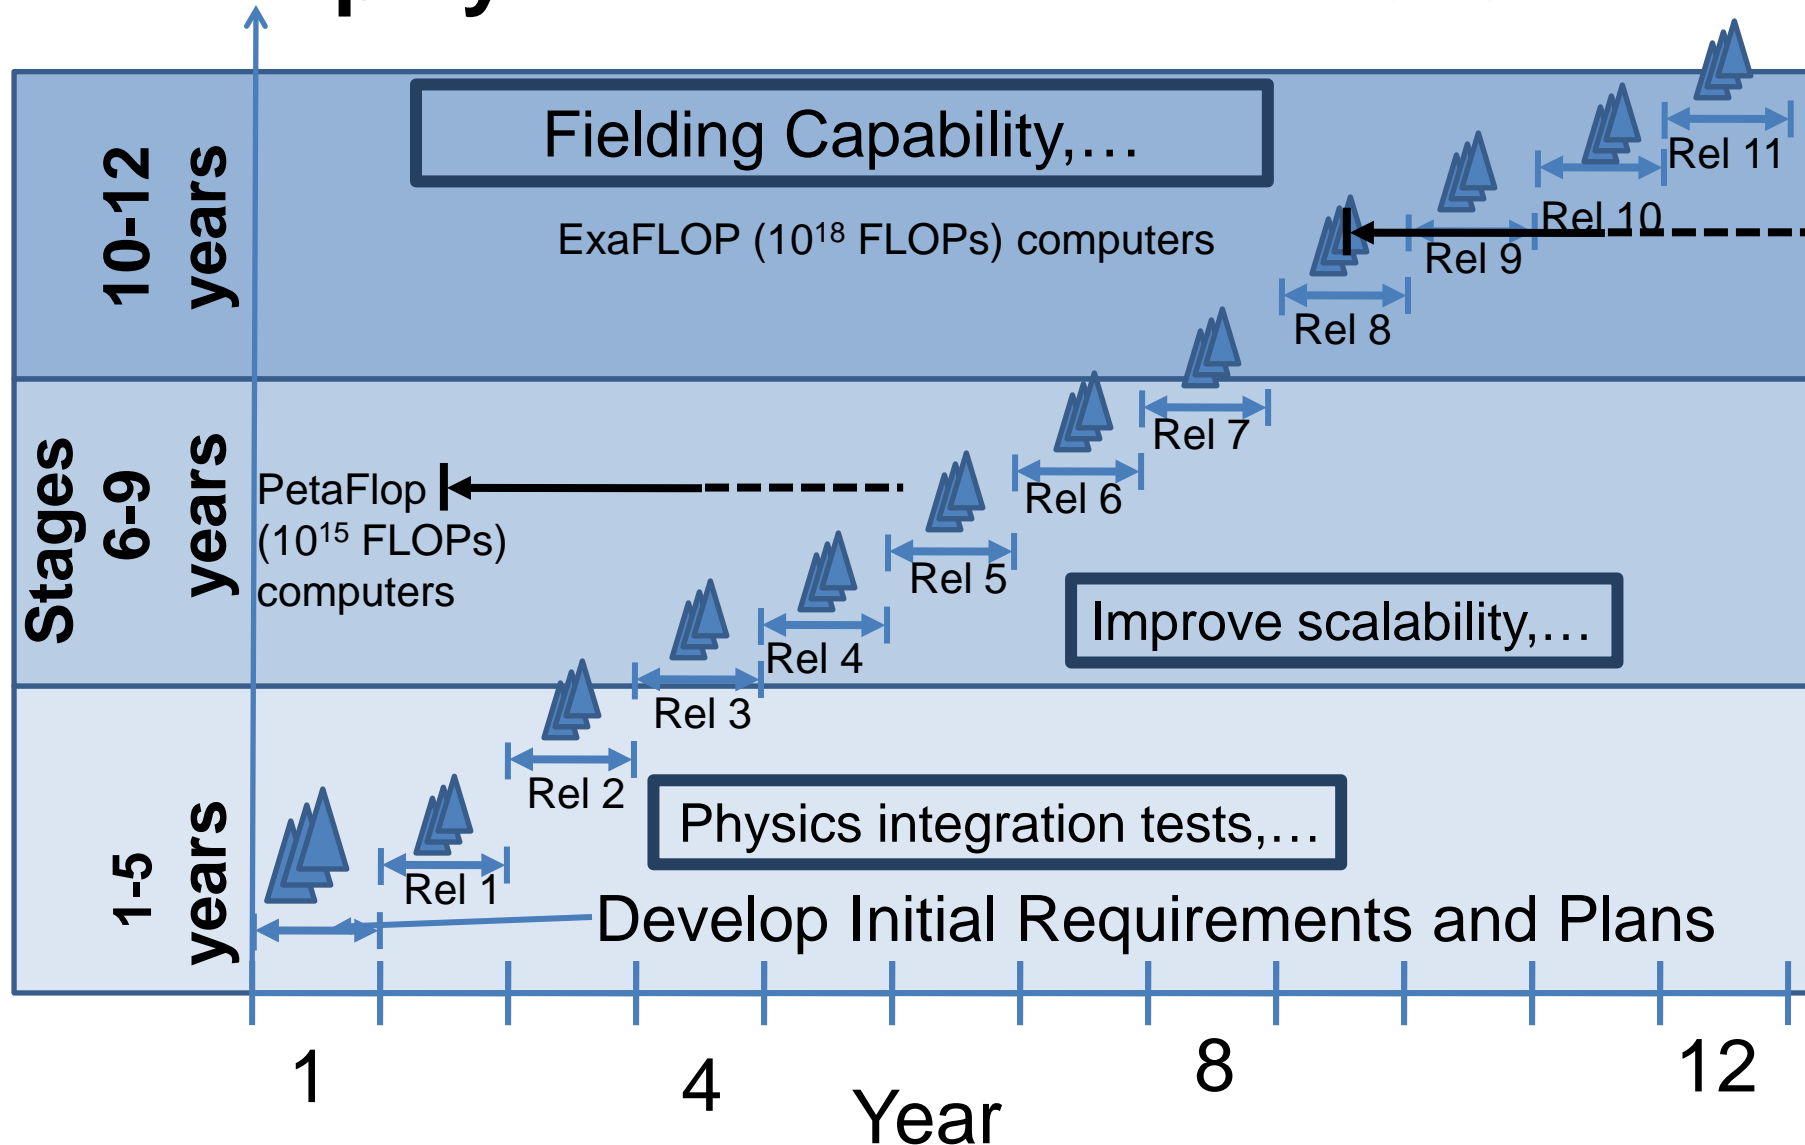 Fielding Capability,…
Rel 11
10-12
years
ExaFLOP (10¹⁸ FLOPs) computers
Rel 10
Rel 9
Rel 8
Rel 7
Stages
6-9
years
PetaFlop
(10¹⁵ FLOPs)
computers
Rel 6
Rel 5
Improve scalability,…
Rel 4
Rel 3
Rel 2
Physics integration tests,…
1-5
years
Rel 1
Develop Initial Requirements and Plans
1
4
8
12
Year